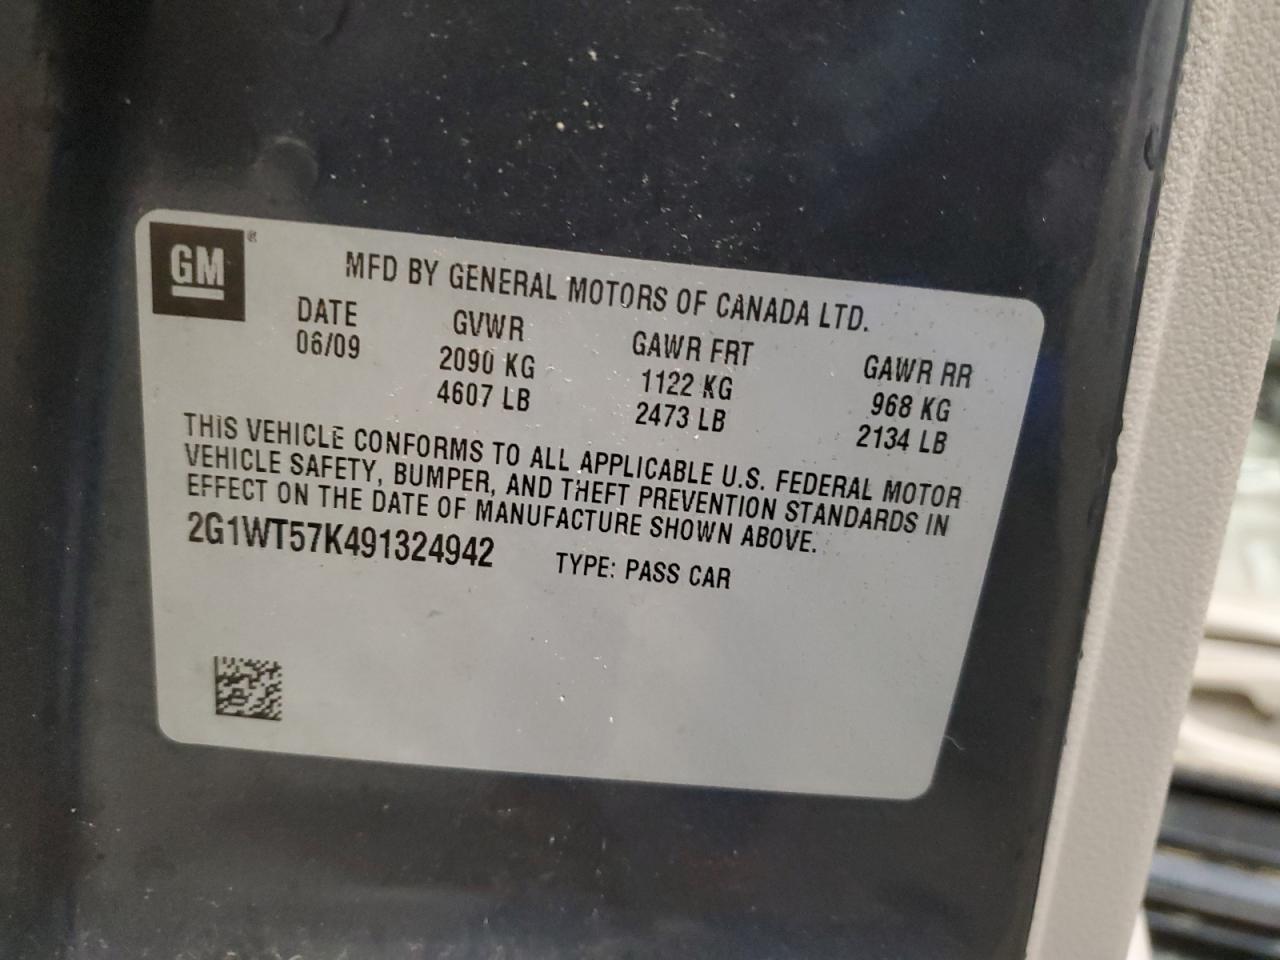 GM ®
MFD BY GENERAL MOTORS OF CANADA LTD.
DATE GVWR GAWR FRT GAWR RR
06/09 2090 KG 1122 KG 968 KG
4607 LB 2473 LB 2134 LB
THIS VEHICLE CONFORMS TO ALL APPLICABLE U.S. FEDERAL MOTOR
VEHICLE SAFETY, BUMPER, AND THEFT PREVENTION STANDARDS IN
EFFECT ON THE DATE OF MANUFACTURE SHOWN ABOVE.
2G1WT57K491324942 TYPE: PASS CAR